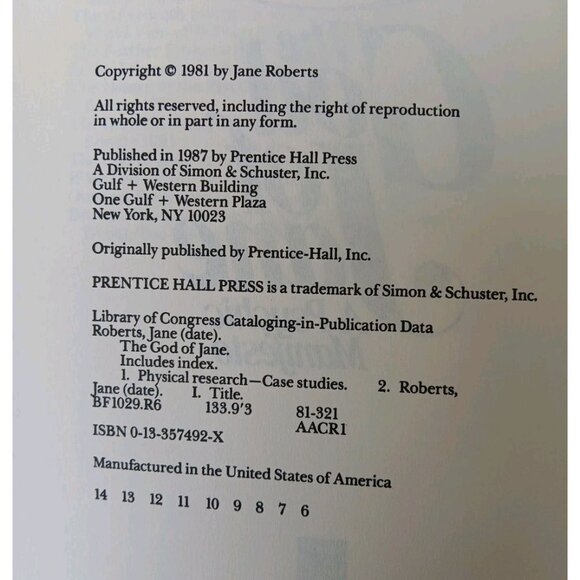 Copyright © 1981 by Jane Roberts
All rights reserved, including the right of reproduction
in whole or in part in any form.
Published in 1987 by Prentice Hall Press
A Division of Simon & Schuster, Inc.
Gulf + Western Building
One Gulf + Western Plaza
New York, NY 10023
Originally published by Prentice-Hall, Inc.
PRENTICE HALL PRESS is a trademark of Simon & Schuster, Inc.
Library of Congress Cataloging-in-Publication Data
Roberts, Jane (date).
The God of Jane.
Includes index.
1. Physical research—Case studies. 2. Roberts,
Jane (date). I. Title.
BF1029.R6 133.9'3 81-321
AACR1
ISBN 0-13-357492-X
Manufactured in the United States of America
14 13 12 11 10 9 8 7 6